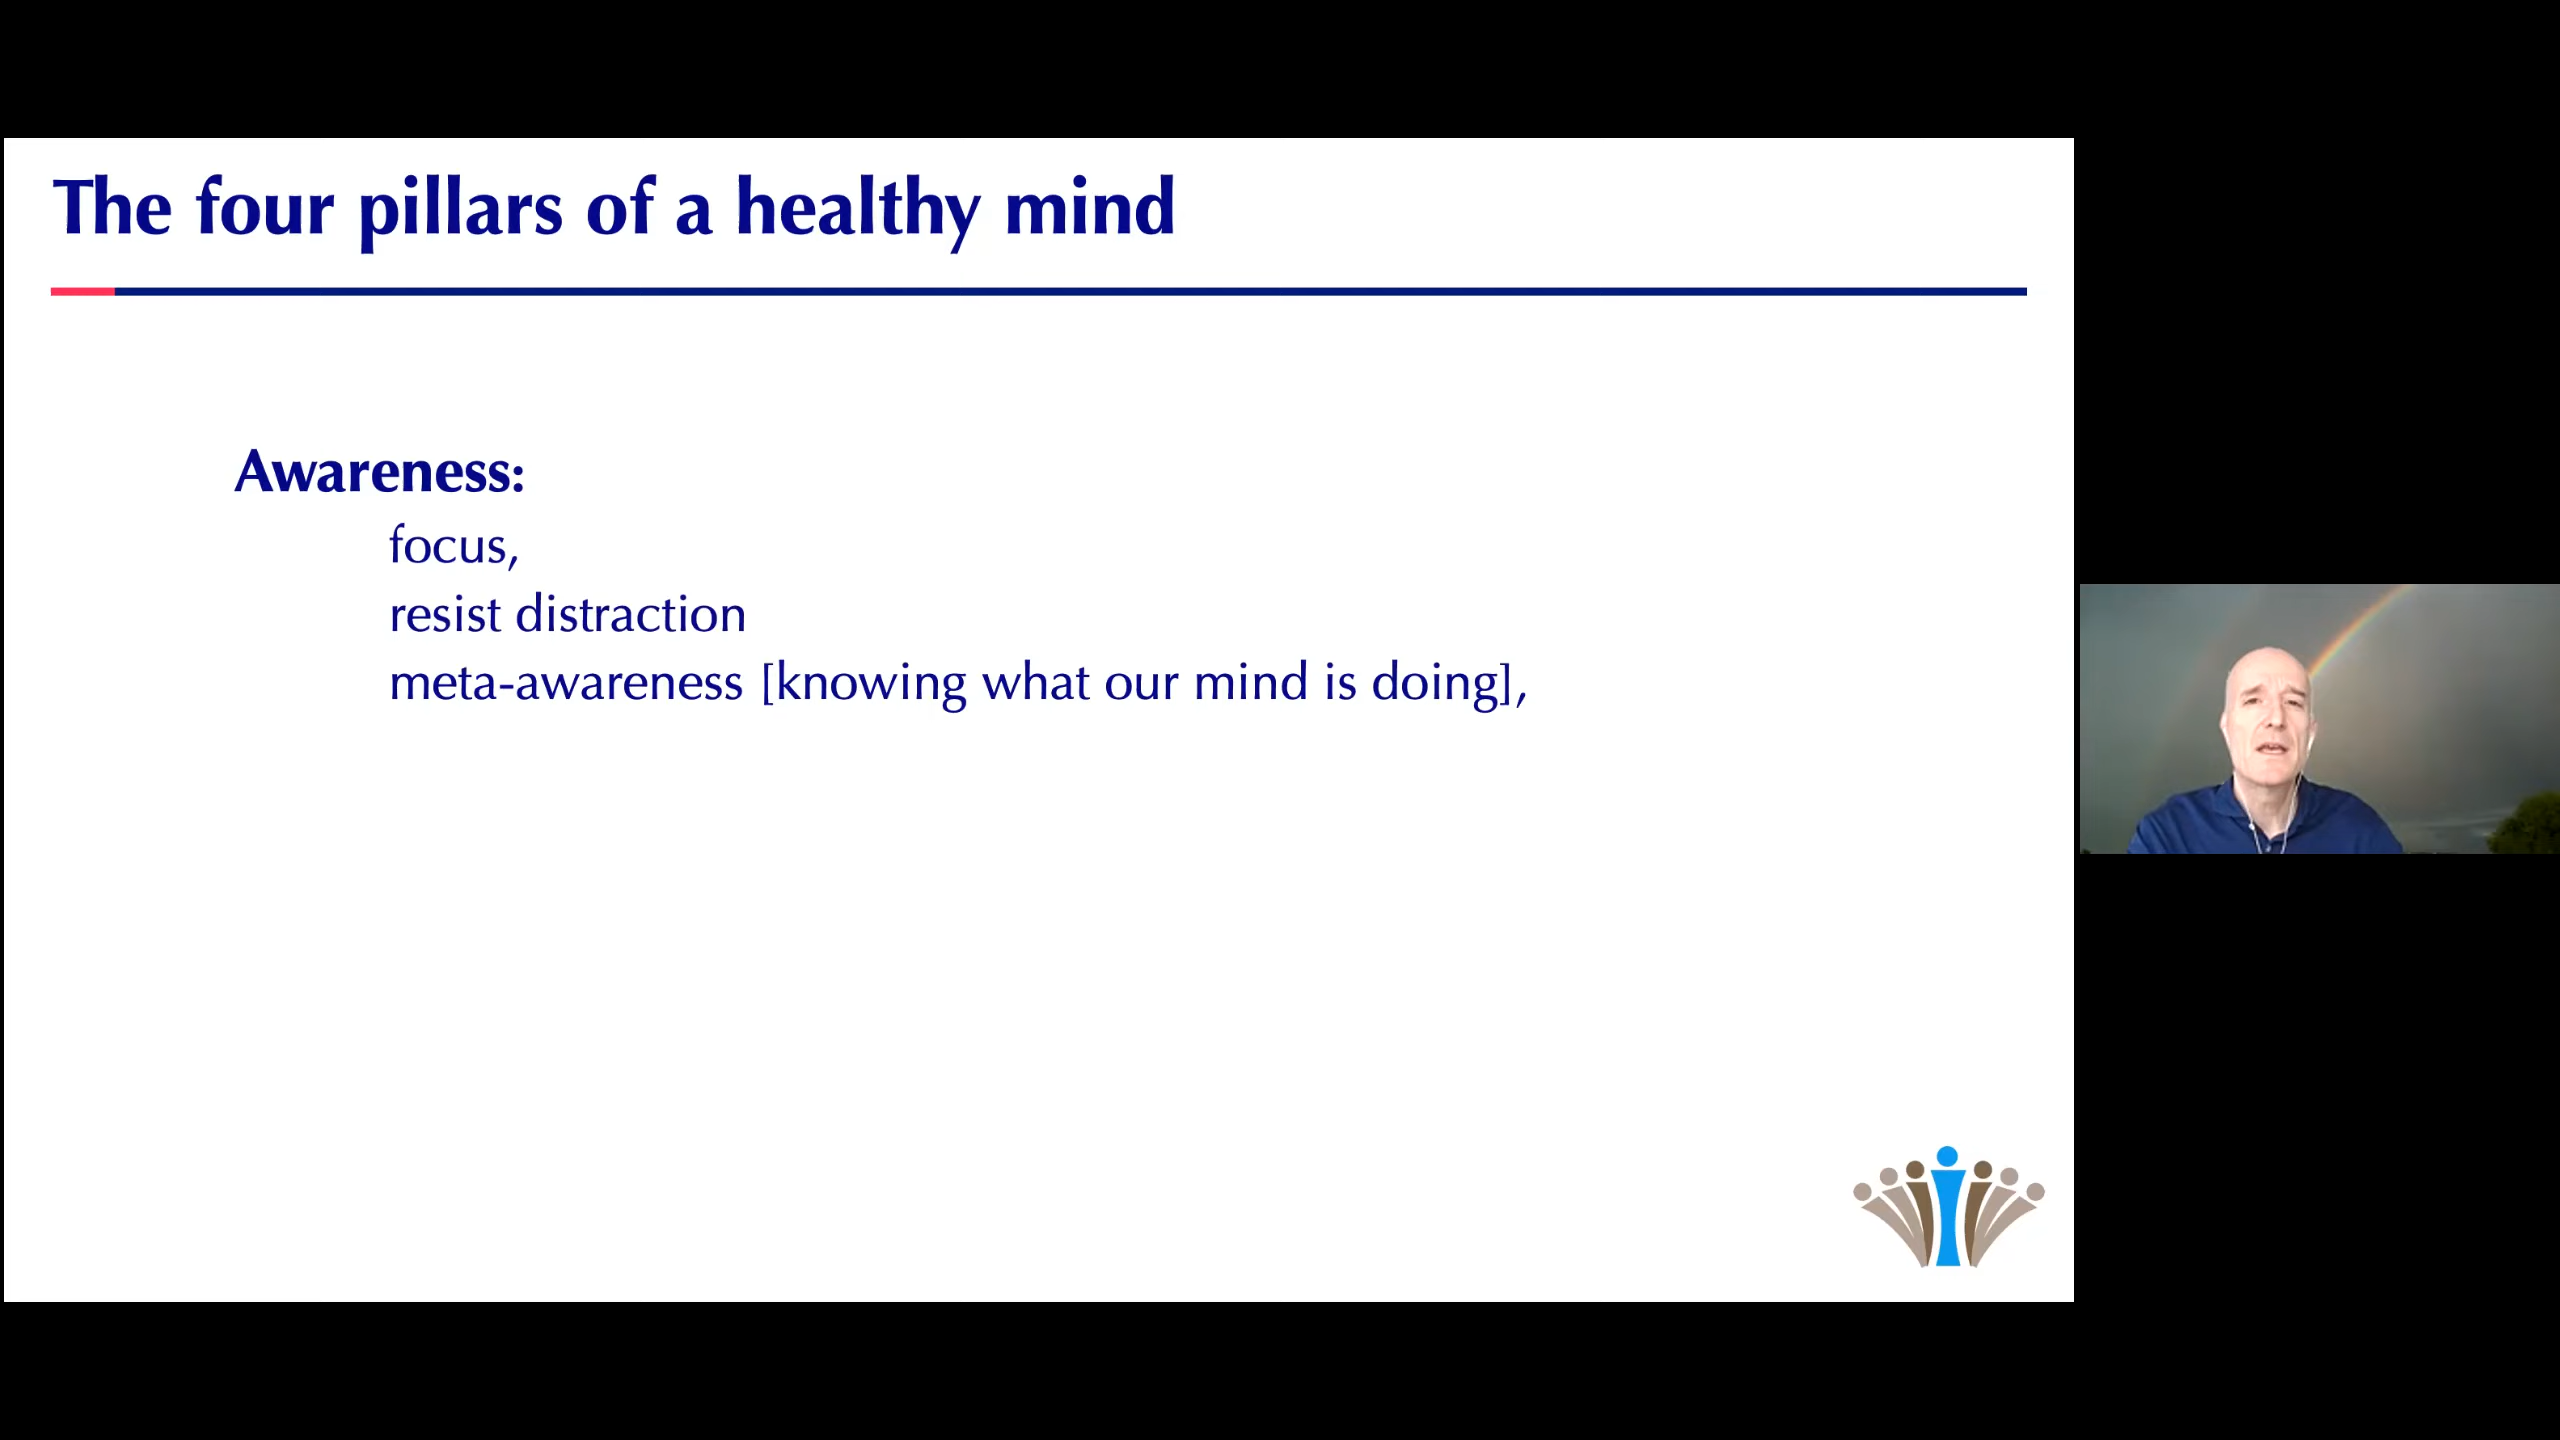 The four pillars of a healthy mind
Awareness:
focus,
resist distraction
meta-awareness [knowing what our mind is doing],